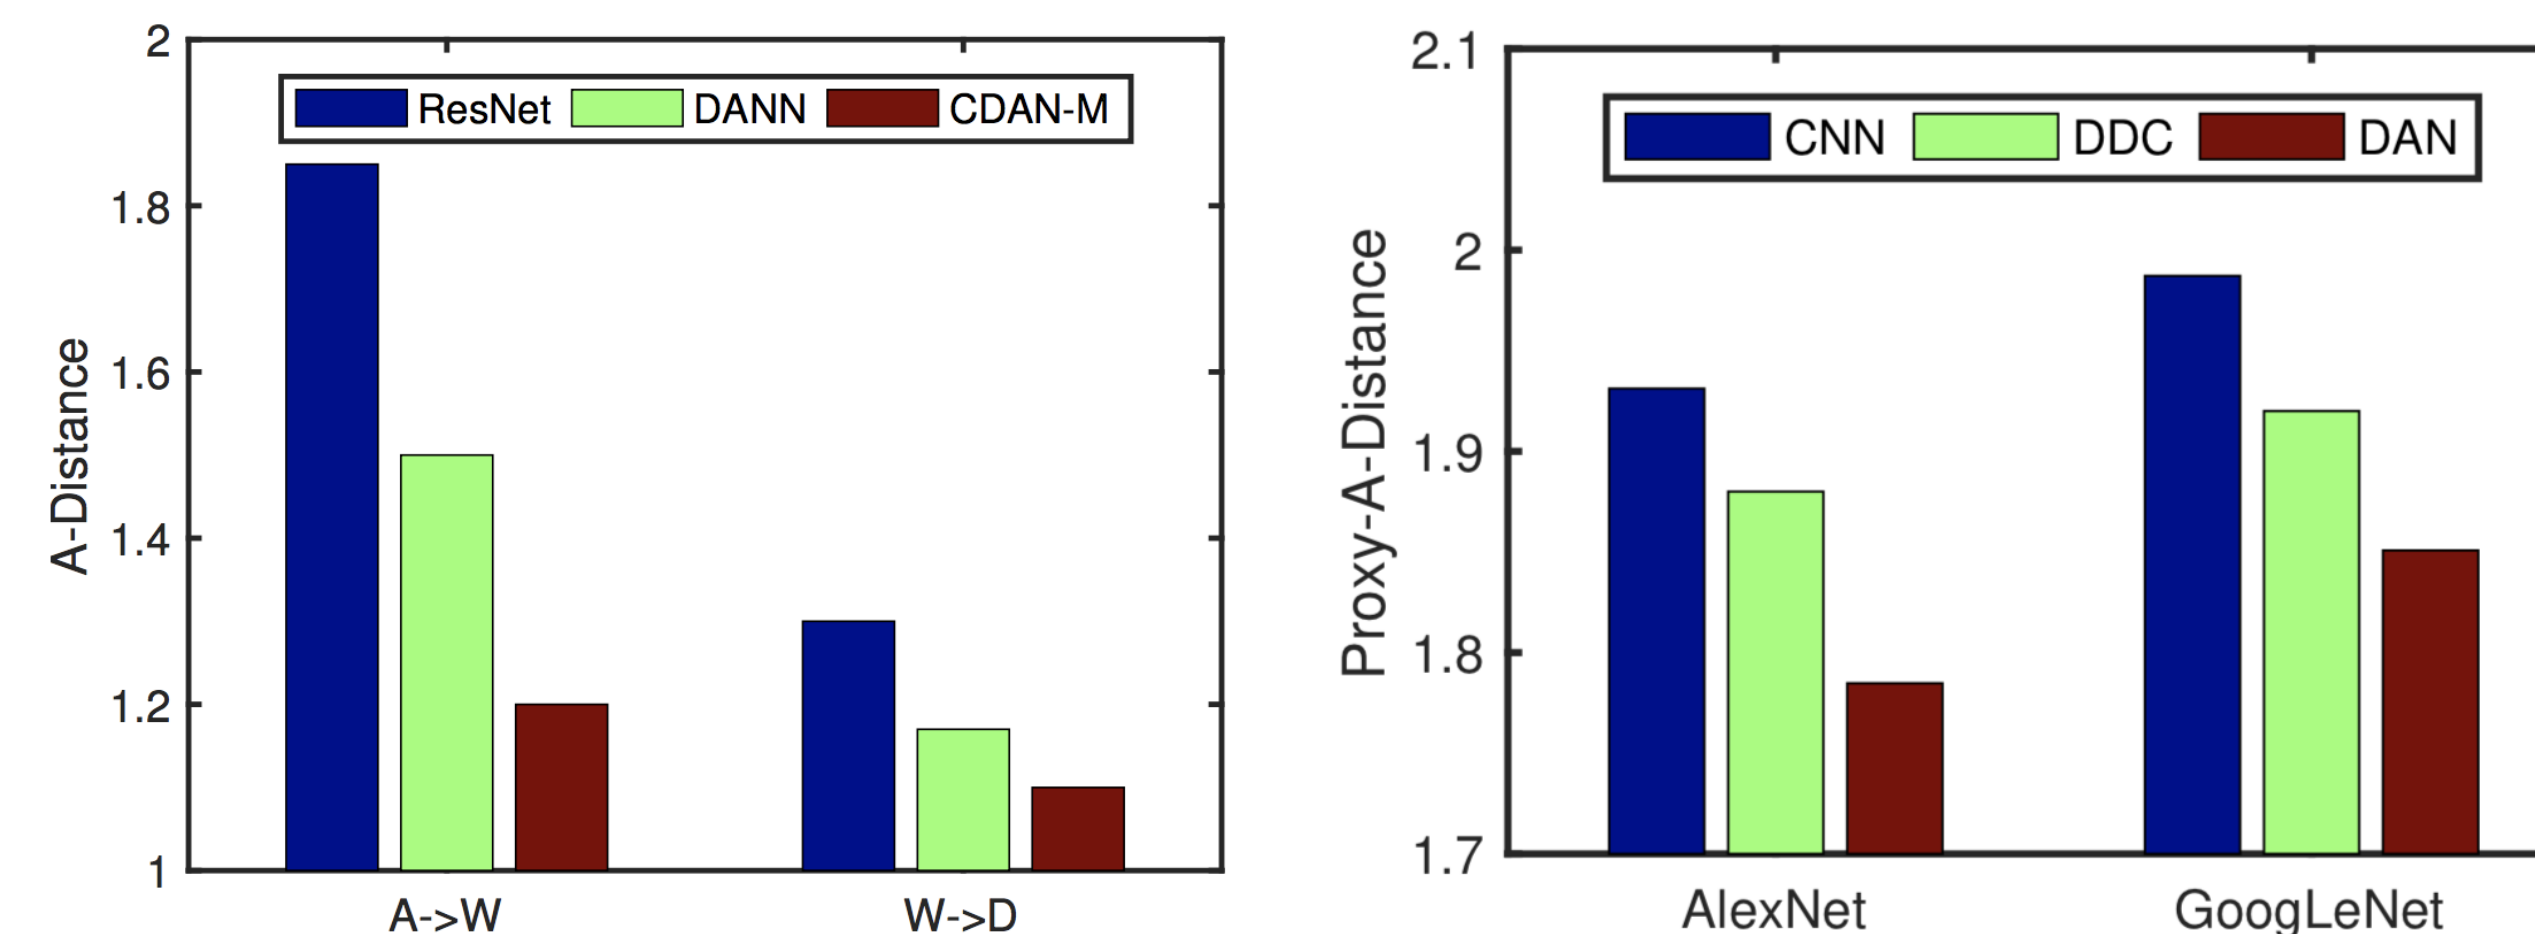 A-Distance
2
1.8
1.6
1.4
1.2
1
ResNet DANN CDAN-M
A->W W->D
Proxy-A-Distance
2.1
2
1.9
1.8
1.7
CNN DDC DAN
AlexNet GoogLeNet